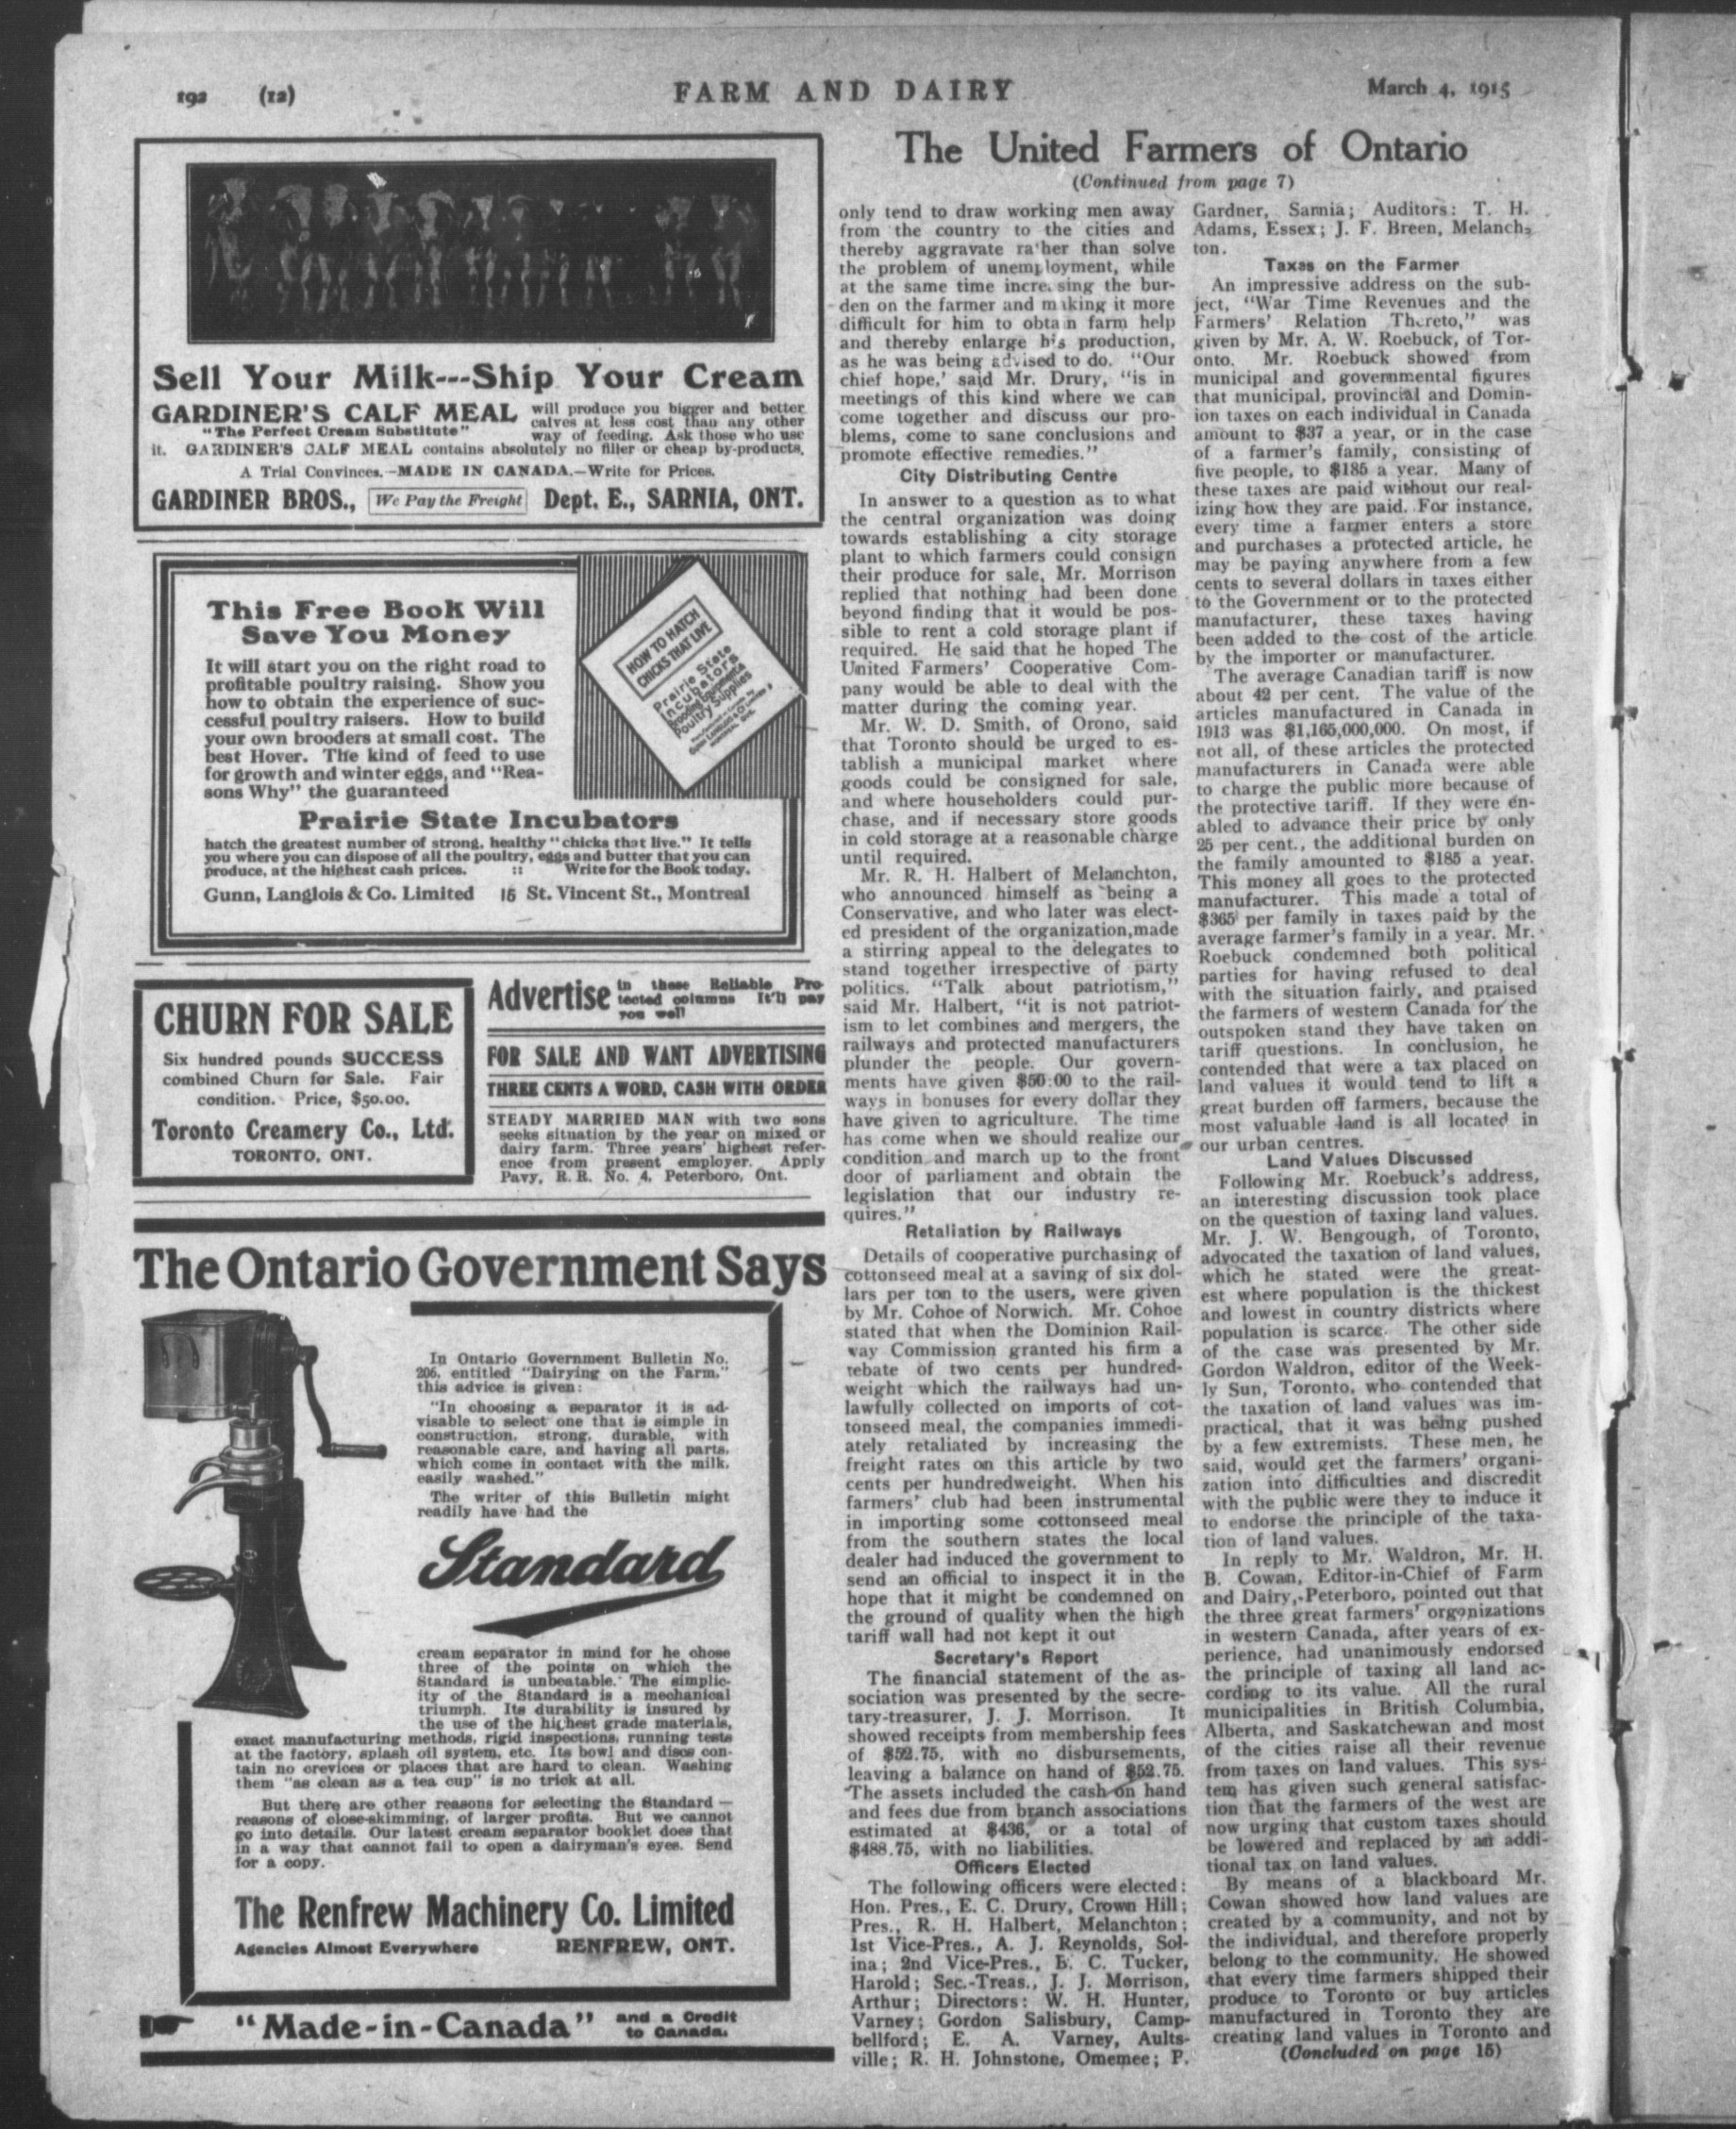 192 (12) FARM AND DAIRY March 4, 1915
Sell Your Milk---Ship Your Cream
GARDINER'S CALF MEAL will produce you bigger and better
"The Perfect Cream Substitute" calves at less cost than any other
way of feeding. Ask those who use
it. GARDINER'S CALF MEAL contains absolutely no filler or cheap by-products.
A Trial Convinces.—MADE IN CANADA.—Write for Prices.
GARDINER BROS., We Pay the Freight Dept. E., SARNIA, ONT.
This Free Book Will
Save You Money
It will start you on the right road to
profitable poultry raising. Show you
how to obtain the experience of suc-
cessful poultry raisers. How to build
your own brooders at small cost. The
best Hover. The kind of feed to use
for growth and winter eggs, and "Rea-
sons Why" the guaranteed
HOW TO HATCH
CHICKS THAT LIVE
Prairie State
Incubators
Brooding Equipments
Poultry Supplies
Prairie State Incubators
hatch the greatest number of strong, healthy "chicks that live." It tells
you where you can dispose of all the poultry, eggs and butter that you can
produce, at the highest cash prices. :: Write for the Book today.
Gunn, Langlois & Co. Limited 15 St. Vincent St., Montreal
CHURN FOR SALE
Six hundred pounds SUCCESS
combined Churn for Sale. Fair
condition. Price, $50.00.
Toronto Creamery Co., Ltd.
TORONTO, ONT.
Advertise in these Reliable Pro-
tected columns It'll pay
you well
FOR SALE AND WANT ADVERTISING
THREE CENTS A WORD, CASH WITH ORDER
STEADY MARRIED MAN with two sons
seeks situation by the year on mixed or
dairy farm. Three years' highest refer-
ence from present employer. Apply
Pavy, R. R. No. 4, Peterboro, Ont.
The Ontario Government Says
In Ontario Government Bulletin No.
206, entitled "Dairying on the Farm,"
this advice is given:
"In choosing a separator it is ad-
visable to select one that is simple in
construction, strong, durable, with
reasonable care, and having all parts,
which come in contact with the milk,
easily washed."
The writer of this Bulletin might
readily have had the
Standard
cream separator in mind for he chose
three of the points on which the
Standard is unbeatable. The simplic-
ity of the Standard is a mechanical
triumph. Its durability is insured by
the use of the highest grade materials,
exact manufacturing methods, rigid inspections, running tests
at the factory, splash oil system, etc. Its bowl and discs con-
tain no crevices or places that are hard to clean. Washing
them "as clean as a tea cup" is no trick at all.
But there are other reasons for selecting the Standard —
reasons of close-skimming, of larger profits. But we cannot
go into details. Our latest cream separator booklet does that
in a way that cannot fail to open a dairyman's eyes. Send
for a copy.
The Renfrew Machinery Co. Limited
Agencies Almost Everywhere RENFREW, ONT.
"Made-in-Canada" and a Credit
to Canada.
The United Farmers of Ontario
(Continued from page 7)
only tend to draw working men away
from the country to the cities and
thereby aggravate ra'her than solve
the problem of unemployment, while
at the same time increasing the bur-
den on the farmer and making it more
difficult for him to obtain farm help
and thereby enlarge his production,
as he was being advised to do. "Our
chief hope,' said Mr. Drury, "is in
meetings of this kind where we can
come together and discuss our pro-
blems, come to sane conclusions and
promote effective remedies."
City Distributing Centre
In answer to a question as to what
the central organization was doing
towards establishing a city storage
plant to which farmers could consign
their produce for sale, Mr. Morrison
replied that nothing had been done
beyond finding that it would be pos-
sible to rent a cold storage plant if
required. He said that he hoped The
United Farmers' Cooperative Com-
pany would be able to deal with the
matter during the coming year.
Mr. W. D. Smith, of Orono, said
that Toronto should be urged to es-
tablish a municipal market where
goods could be consigned for sale,
and where householders could pur-
chase, and if necessary store goods
in cold storage at a reasonable charge
until required.
Mr. R. H. Halbert of Melanchton,
who announced himself as being a
Conservative, and who later was elect-
ed president of the organization,made
a stirring appeal to the delegates to
stand together irrespective of party
politics. "Talk about patriotism,"
said Mr. Halbert, "it is not patriot-
ism to let combines and mergers, the
railways and protected manufacturers
plunder the people. Our govern-
ments have given $50.00 to the rail-
ways in bonuses for every dollar they
have given to agriculture. The time
has come when we should realize our
condition and march up to the front
door of parliament and obtain the
legislation that our industry re-
quires."
Retaliation by Railways
Details of cooperative purchasing of
cottonseed meal at a saving of six dol-
lars per ton to the users, were given
by Mr. Cohoe of Norwich. Mr. Cohoe
stated that when the Dominion Rail-
way Commission granted his firm a
rebate of two cents per hundred-
weight which the railways had un-
lawfully collected on imports of cot-
tonseed meal, the companies immedi-
ately retaliated by increasing the
freight rates on this article by two
cents per hundredweight. When his
farmers' club had been instrumental
in importing some cottonseed meal
from the southern states the local
dealer had induced the government to
send an official to inspect it in the
hope that it might be condemned on
the ground of quality when the high
tariff wall had not kept it out
Secretary's Report
The financial statement of the as-
sociation was presented by the secre-
tary-treasurer, J. J. Morrison. It
showed receipts from membership fees
of $52.75, with no disbursements,
leaving a balance on hand of $52.75.
The assets included the cash on hand
and fees due from branch associations
estimated at $436, or a total of
$488.75, with no liabilities.
Officers Elected
The following officers were elected:
Hon. Pres., E. C. Drury, Crown Hill;
Pres., R. H. Halbert, Melanchton;
1st Vice-Pres., A. J. Reynolds, Sol-
ina; 2nd Vice-Pres., B. C. Tucker,
Harold; Sec.-Treas., J. J. Morrison,
Arthur; Directors: W. H. Hunter,
Varney; Gordon Salisbury, Camp-
bellford; E. A. Varney, Aults-
ville; R. H. Johnstone, Omemee; P.
Gardner, Sarnia; Auditors: T. H.
Adams, Essex; J. F. Breen, Melanch-
ton.
Taxes on the Farmer
An impressive address on the sub-
ject, "War Time Revenues and the
Farmers' Relation Thereto," was
given by Mr. A. W. Roebuck, of Tor-
onto. Mr. Roebuck showed from
municipal and governmental figures
that municipal, provincial and Domin-
ion taxes on each individual in Canada
amount to $37 a year, or in the case
of a farmer's family, consisting of
five people, to $185 a year. Many of
these taxes are paid without our real-
izing how they are paid. For instance,
every time a farmer enters a store
and purchases a protected article, he
may be paying anywhere from a few
cents to several dollars in taxes either
to the Government or to the protected
manufacturer, these taxes having
been added to the cost of the article
by the importer or manufacturer.
The average Canadian tariff is now
about 42 per cent. The value of the
articles manufactured in Canada in
1913 was $1,165,000,000. On most, if
not all, of these articles the protected
manufacturers in Canada were able
to charge the public more because of
the protective tariff. If they were en-
abled to advance their price by only
25 per cent., the additional burden on
the family amounted to $185 a year.
This money all goes to the protected
manufacturer. This made a total of
$365 per family in taxes paid by the
average farmer's family in a year. Mr.
Roebuck condemned both political
parties for having refused to deal
with the situation fairly, and praised
the farmers of western Canada for the
outspoken stand they have taken on
tariff questions. In conclusion, he
contended that were a tax placed on
land values it would tend to lift a
great burden off farmers, because the
most valuable land is all located in
our urban centres.
Land Values Discussed
Following Mr. Roebuck's address,
an interesting discussion took place
on the question of taxing land values.
Mr. J. W. Bengough, of Toronto,
advocated the taxation of land values,
which he stated were the great-
est where population is the thickest
and lowest in country districts where
population is scarce. The other side
of the case was presented by Mr.
Gordon Waldron, editor of the Week-
ly Sun, Toronto, who contended that
the taxation of land values was im-
practical, that it was being pushed
by a few extremists. These men, he
said, would get the farmers' organi-
zation into difficulties and discredit
with the public were they to induce it
to endorse the principle of the taxa-
tion of land values.
In reply to Mr. Waldron, Mr. H.
B. Cowan, Editor-in-Chief of Farm
and Dairy, Peterboro, pointed out that
the three great farmers' organizations
in western Canada, after years of ex-
perience, had unanimously endorsed
the principle of taxing all land ac-
cording to its value. All the rural
municipalities in British Columbia,
Alberta, and Saskatchewan and most
of the cities raise all their revenue
from taxes on land values. This sys-
tem has given such general satisfac-
tion that the farmers of the west are
now urging that custom taxes should
be lowered and replaced by an addi-
tional tax on land values.
By means of a blackboard Mr.
Cowan showed how land values are
created by a community, and not by
the individual, and therefore properly
belong to the community. He showed
that every time farmers shipped their
produce to Toronto or buy articles
manufactured in Toronto they are
creating land values in Toronto and
(Concluded on page 15)